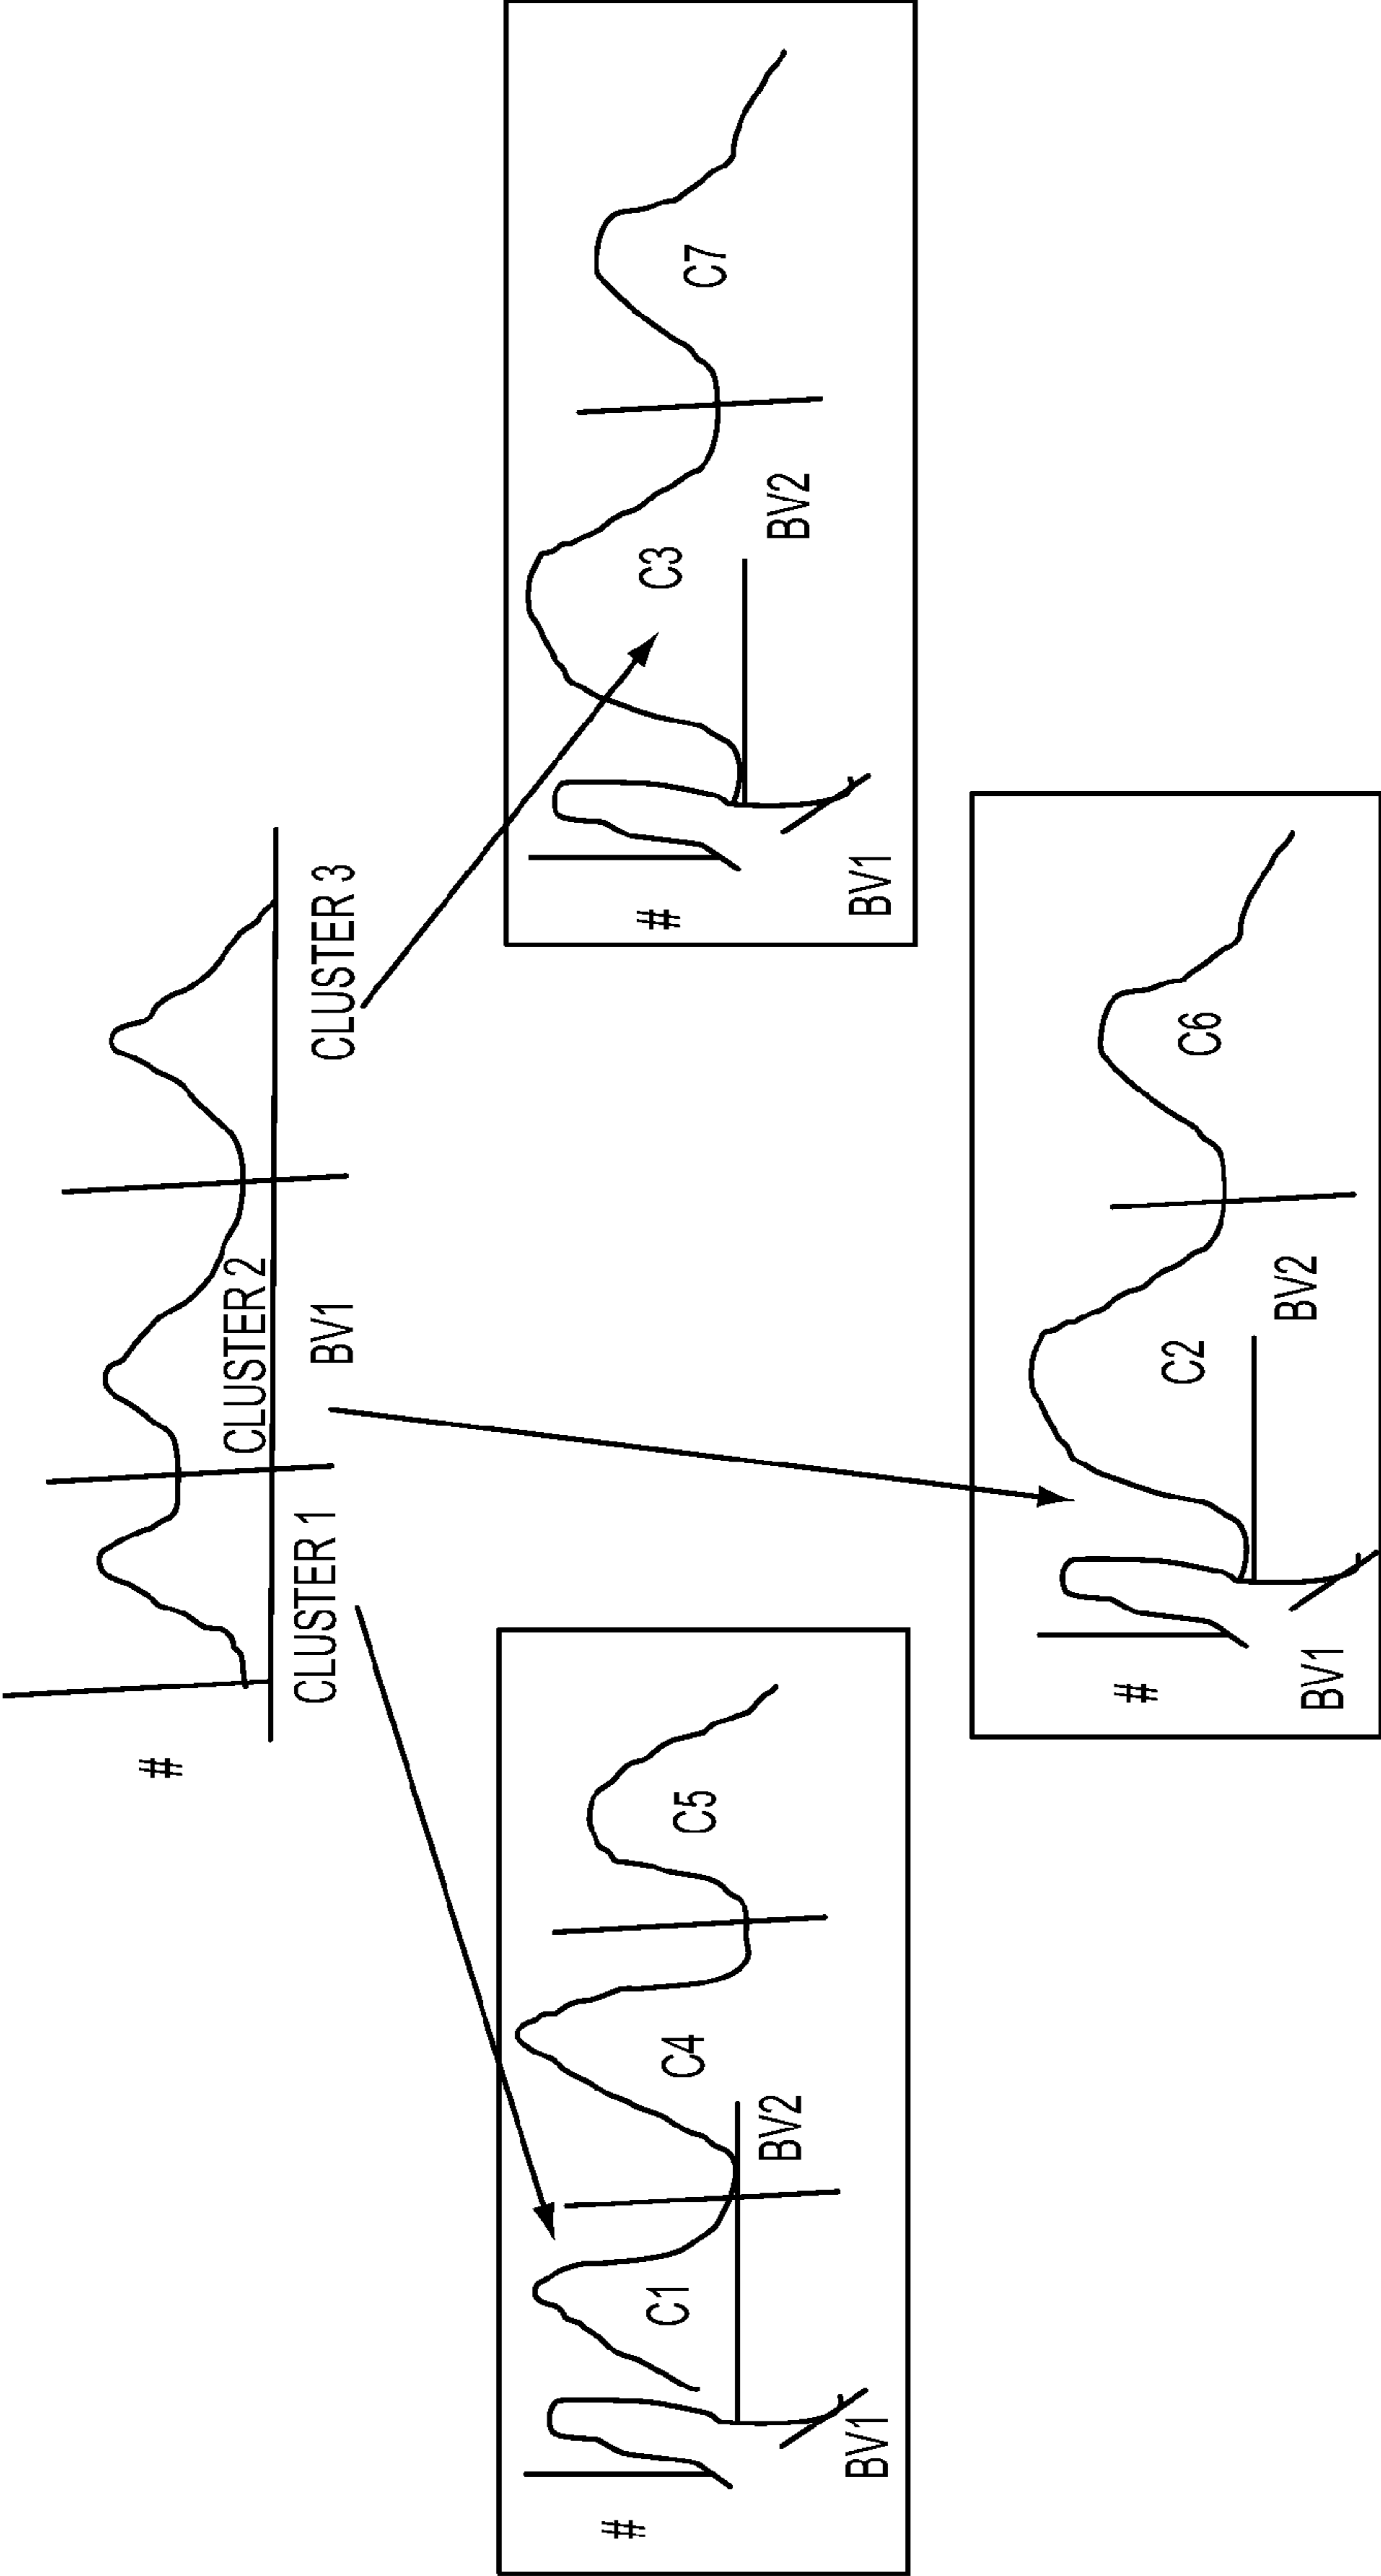 #
CLUSTER 2
CLUSTER 1
BV1
CLUSTER 3
#
C1
C4
C5
BV2
BV1
#
C3
C7
BV2
BV1
#
C2
C6
BV2
BV1